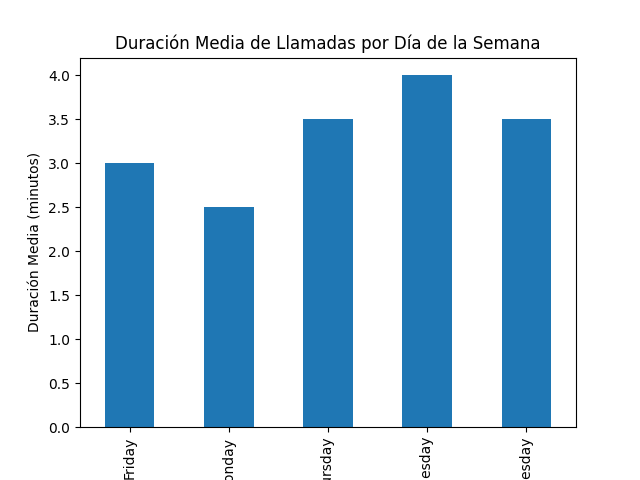 Duración Media de Llamadas por Día de la Semana
Duración Media (minutos)
4.0
3.5
3.0
2.5
2.0
1.5
1.0
0.5
0.0
Friday
onday
ursday
esday
esday